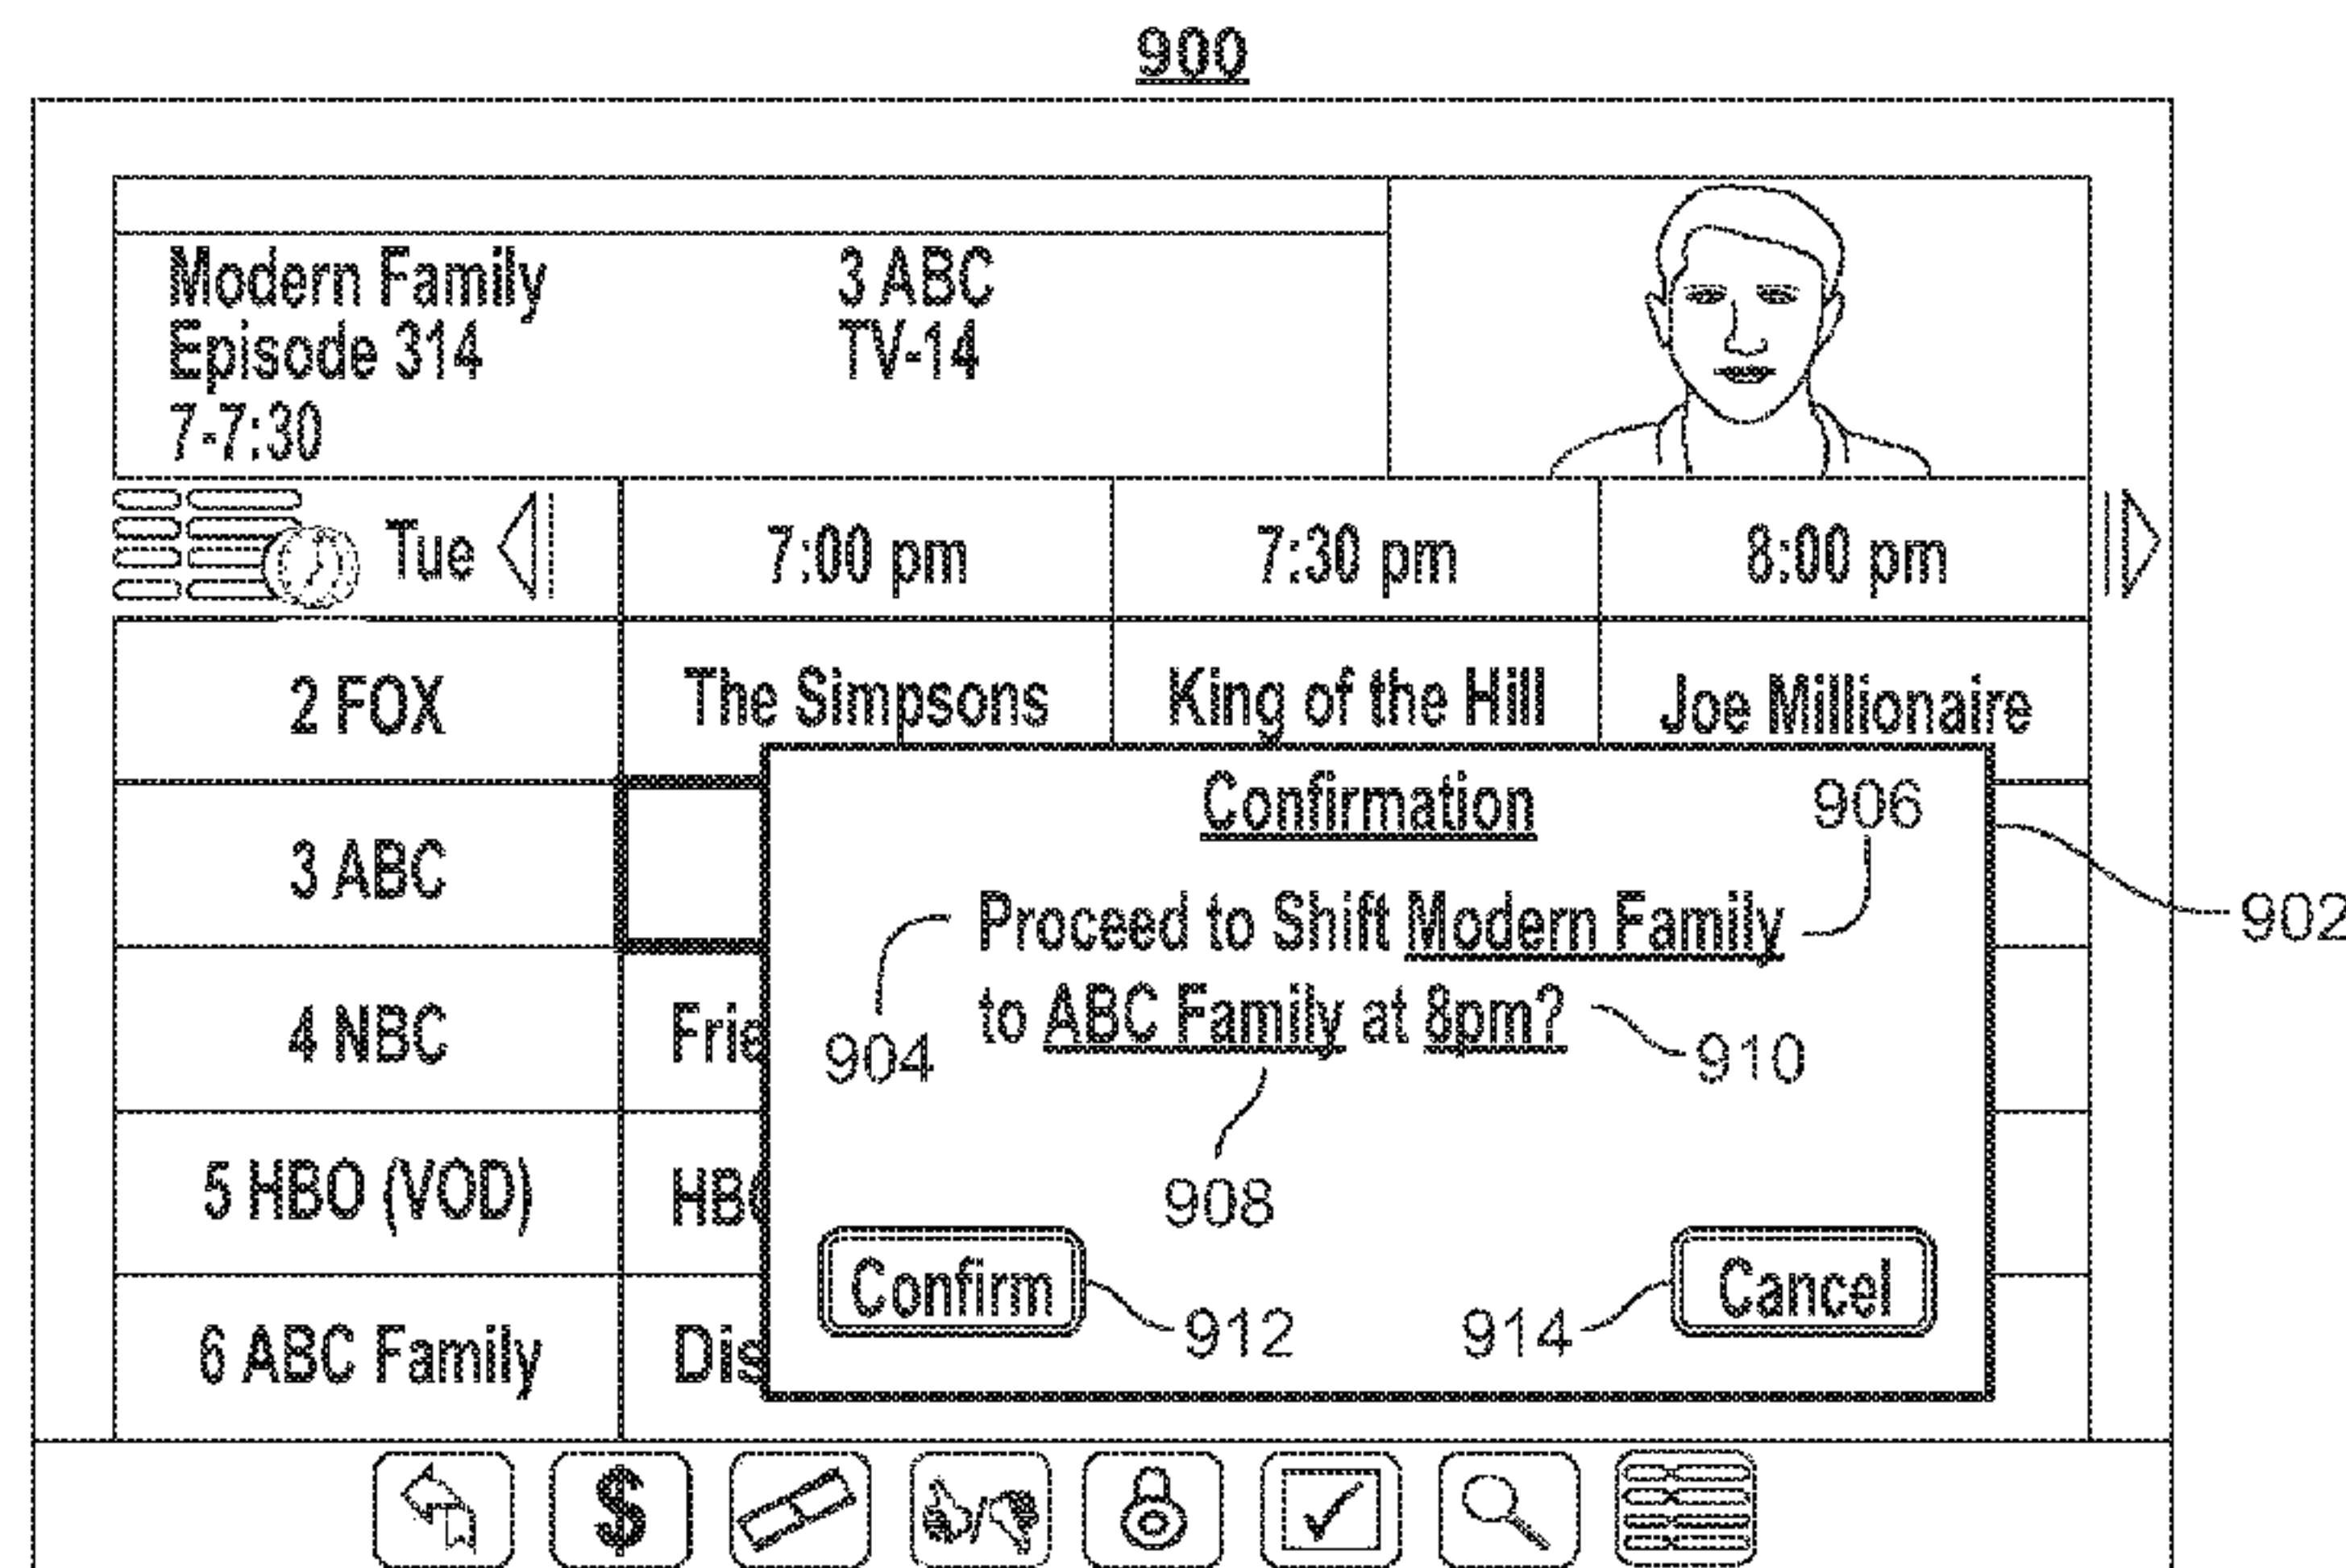 900
Modern Family 3 ABC
Episode 314 TV-14
7-7:30
Tue 7:00 pm 7:30 pm 8:00 pm
2 FOX The Simpsons King of the Hill Joe Millionaire
3 ABC
Confirmation
906
902
Proceed to Shift Modern Family
to ABC Family at 8pm?
904
910
908
4 NBC Frie
5 HBO (VOD) HBO
6 ABC Family Dis
Confirm
912
914
Cancel
$